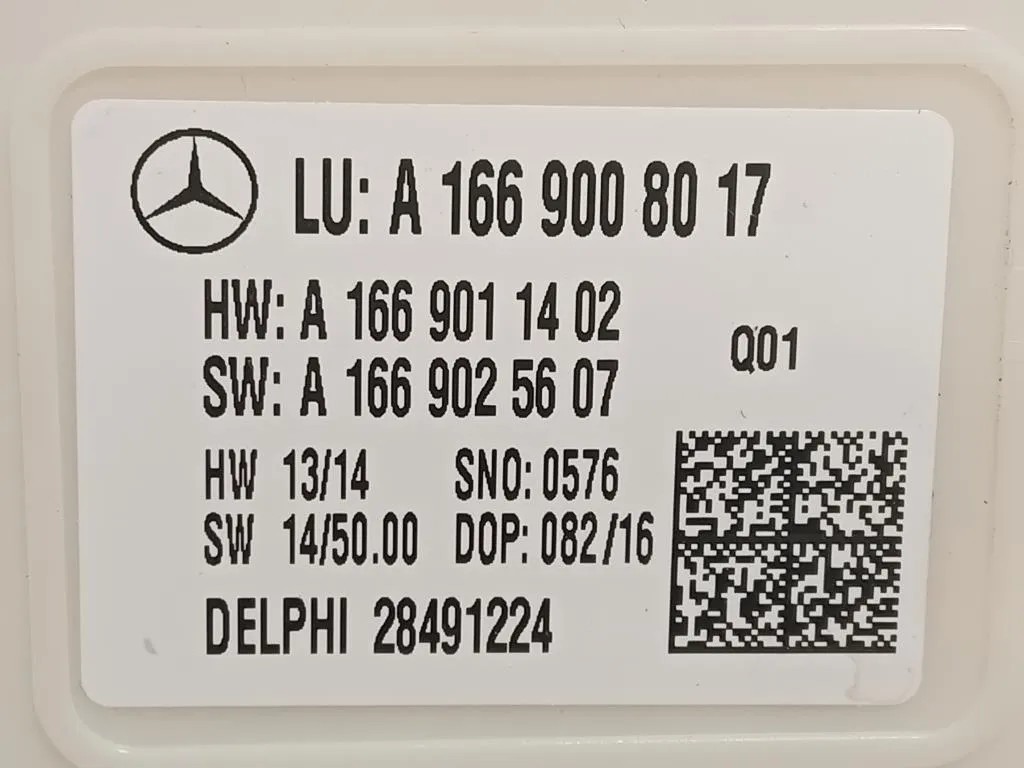 LU: A 166 900 80 17
HW: A 166 901 14 02
Q01
SW: A 166 902 56 07
HW 13/14 SNO: 0576
SW 14/50.00 DOP: 082/16
DELPHI 28491224